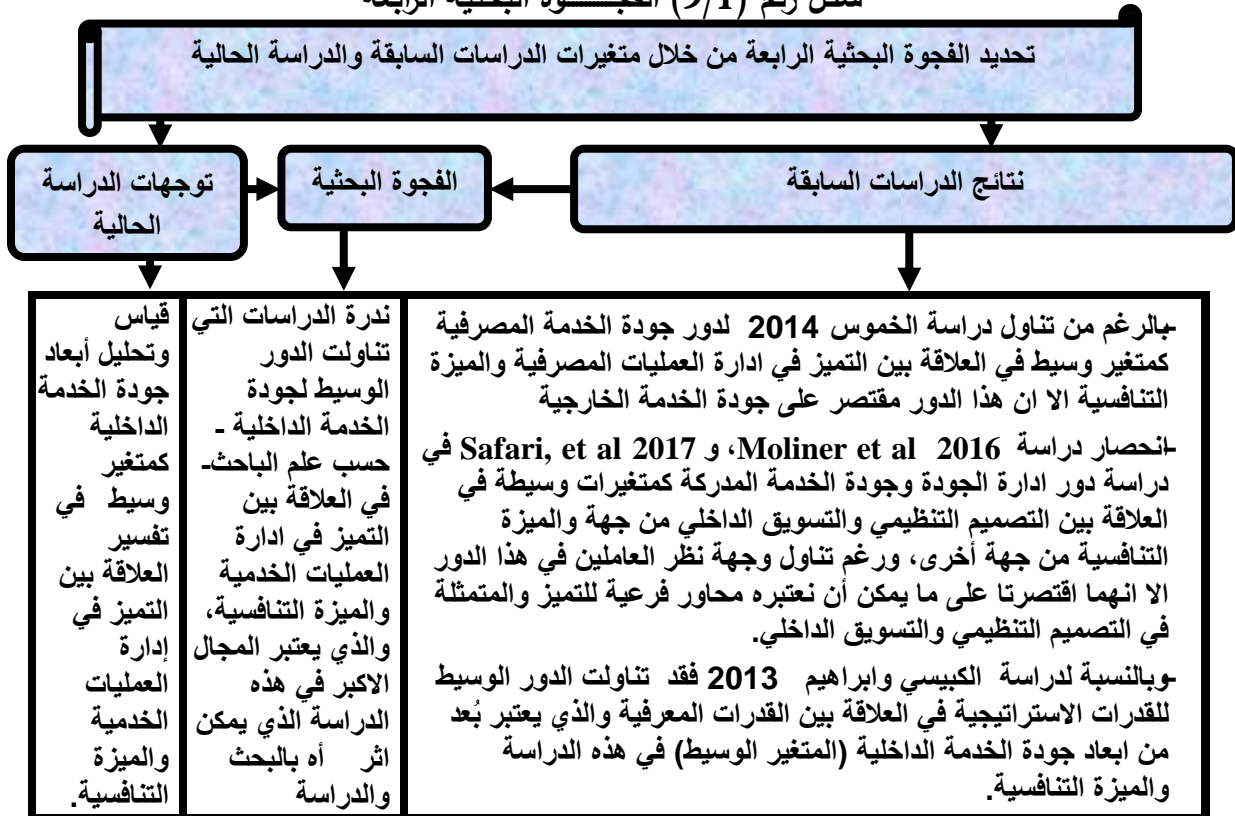 شكل رقم (9/1) الفجـــــــوة البحثية الرابعة
تحديد الفجوة البحثية الرابعة من خلال متغيرات الدراسات السابقة والدراسة الحالية
نتائج الدراسات السابقة
الفجوة البحثية
توجهات الدراسة
الحالية
-بالرغم من تناول دراسة الخموس 2014 لدور جودة الخدمة المصرفية
كمتغير وسيط في العلاقة بين التميز في ادارة العمليات المصرفية والميزة
التنافسية الا ان هذا الدور مقتصر على جودة الخدمة الخارجية
-انحصار دراسة Moliner et al 2016، و Safari, et al 2017 في
دراسة دور ادارة الجودة وجودة الخدمة المدركة كمتغيرات وسيطة في
العلاقة بين التصميم التنظيمي والتسويق الداخلي من جهة والميزة
التنافسية من جهة أخرى، ورغم تناول وجهة نظر العاملين في هذا الدور
الا انهما اقتصرتا على ما يمكن أن نعتبره محاور فرعية للتميز والمتمثلة
في التصميم التنظيمي والتسويق الداخلي.
-وبالنسبة لدراسة الكبيسي وابراهيم 2013 فقد تناولت الدور الوسيط
للقدرات الاستراتيجية في العلاقة بين القدرات المعرفية والذي يعتبر بُعد
من ابعاد جودة الخدمة الداخلية (المتغير الوسيط) في هذه الدراسة
والميزة التنافسية.
ندرة الدراسات التي
تناولت الدور
الوسيط لجودة
الخدمة الداخلية -
حسب علم الباحث-
في العلاقة بين
التميز في ادارة
العمليات الخدمية
والميزة التنافسية،
والذي يعتبر المجال
الاكبر في هذه
الدراسة الذي يمكن
اثر أه بالبحث
والدراسة
قياس
وتحليل أبعاد
جودة الخدمة
الداخلية
كمتغير
وسيط في
تفسير
العلاقة بين
التميز في
إدارة
العمليات
الخدمية
والميزة
التنافسية.